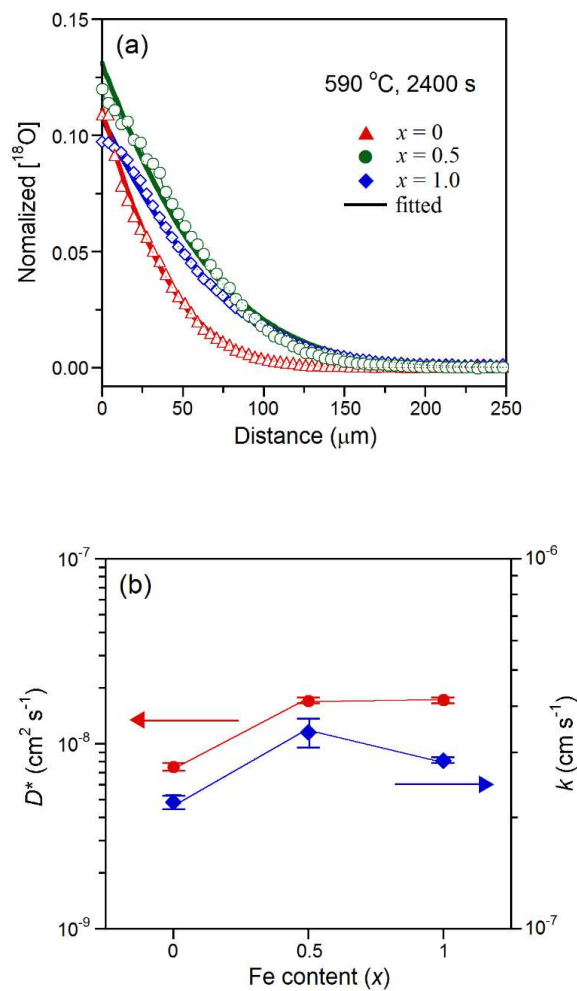 (a)
590 °C, 2400 s
x = 0
x = 0.5
x = 1.0
fitted
Nomalized [¹⁸O]
0.15
0.10
0.05
0.00
0 50 100 150 200 250
Distance (μm)
(b)
10⁻⁷
10⁻⁸
10⁻⁹
D* (cm² s⁻¹)
10⁻⁶
10⁻⁷
k (cm s⁻¹)
0 0.5 1
Fe content (x)